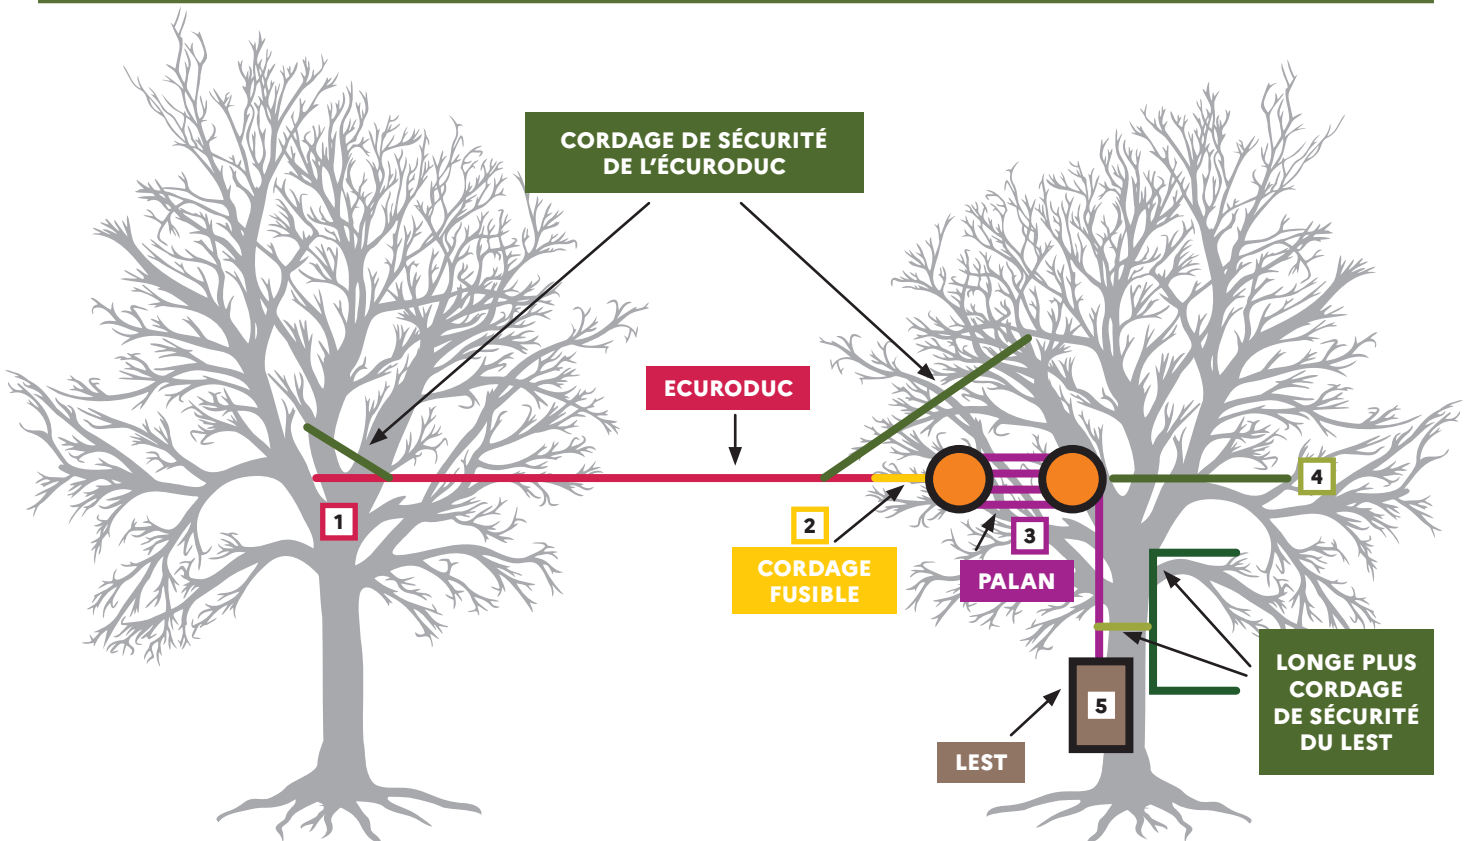 CORDAGE DE SÉCURITÉ
DE L'ÉCURODUC
ECURODUC
1
2
CORDAGE
FUSIBLE
3
PALAN
4
5
LEST
LONGE PLUS
CORDAGE
DE SÉCURITÉ
DU LEST